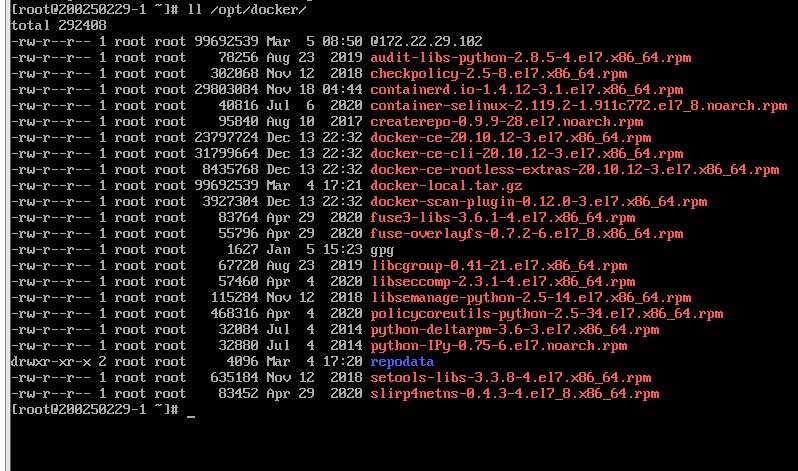 [root@200250229-1 ~]# ll /opt/docker/
total 292408
-rw-r--r-- 1 root root 99692539 Mar  5 08:50 @172.22.29.102
-rw-r--r-- 1 root root    78256 Aug 23  2019 audit-libs-python-2.8.5-4.el7.x86_64.rpm
-rw-r--r-- 1 root root   302068 Nov 12  2018 checkpolicy-2.5-8.el7.x86_64.rpm
-rw-r--r-- 1 root root 29803084 Nov 18 04:44 containerd.io-1.4.12-3.1.el7.x86_64.rpm
-rw-r--r-- 1 root root    40816 Jul  6  2020 container-selinux-2.119.2-1.911c772.el7_8.noarch.rpm
-rw-r--r-- 1 root root    95840 Aug 10  2017 createrepo-0.9.9-28.el7.noarch.rpm
-rw-r--r-- 1 root root 23797724 Dec 13 22:32 docker-ce-20.10.12-3.el7.x86_64.rpm
-rw-r--r-- 1 root root 31799664 Dec 13 22:32 docker-ce-cli-20.10.12-3.el7.x86_64.rpm
-rw-r--r-- 1 root root  8435768 Dec 13 22:32 docker-ce-rootless-extras-20.10.12-3.el7.x86_64.rpm
-rw-r--r-- 1 root root 99692539 Mar  4 17:21 docker-local.tar.gz
-rw-r--r-- 1 root root  3927304 Dec 13 22:32 docker-scan-plugin-0.12.0-3.el7.x86_64.rpm
-rw-r--r-- 1 root root    83764 Apr 29  2020 fuse3-libs-3.6.1-4.el7.x86_64.rpm
-rw-r--r-- 1 root root    55796 Apr 29  2020 fuse-overlayfs-0.7.2-6.el7_8.x86_64.rpm
-rw-r--r-- 1 root root     1627 Jan  5 15:23 gpg
-rw-r--r-- 1 root root    67720 Aug 23  2019 libcgroup-0.41-21.el7.x86_64.rpm
-rw-r--r-- 1 root root    57460 Apr  4  2020 libseccomp-2.3.1-4.el7.x86_64.rpm
-rw-r--r-- 1 root root   115284 Nov 12  2018 libsemanage-python-2.5-14.el7.x86_64.rpm
-rw-r--r-- 1 root root   468316 Apr  4  2020 policycoreutils-python-2.5-34.el7.x86_64.rpm
-rw-r--r-- 1 root root    32084 Jul  4  2014 python-deltarpm-3.6-3.el7.x86_64.rpm
-rw-r--r-- 1 root root    32880 Jul  4  2014 python-IPy-0.75-6.el7.noarch.rpm
drwxr-xr-x 2 root root     4096 Mar  4 17:20 repodata
-rw-r--r-- 1 root root   635184 Nov 12  2018 setools-libs-3.3.8-4.el7.x86_64.rpm
-rw-r--r-- 1 root root    83452 Apr 29  2020 slirp4netns-0.4.3-4.el7_8.x86_64.rpm
[root@200250229-1 ~]# _